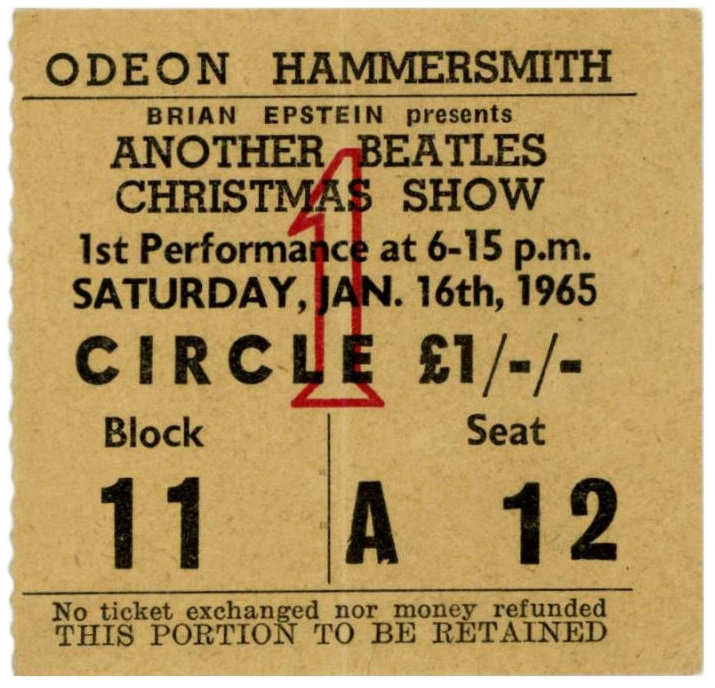 ODEON HAMMERSMITH
BRIAN EPSTEIN presents
ANOTHER BEATLES
CHRISTMAS SHOW
1
1st Performance at 6-15 p.m.
SATURDAY, JAN. 16th, 1965
CIRCLE £1/-/-
Block Seat
11 A 12
No ticket exchanged nor money refunded
THIS PORTION TO BE RETAINED